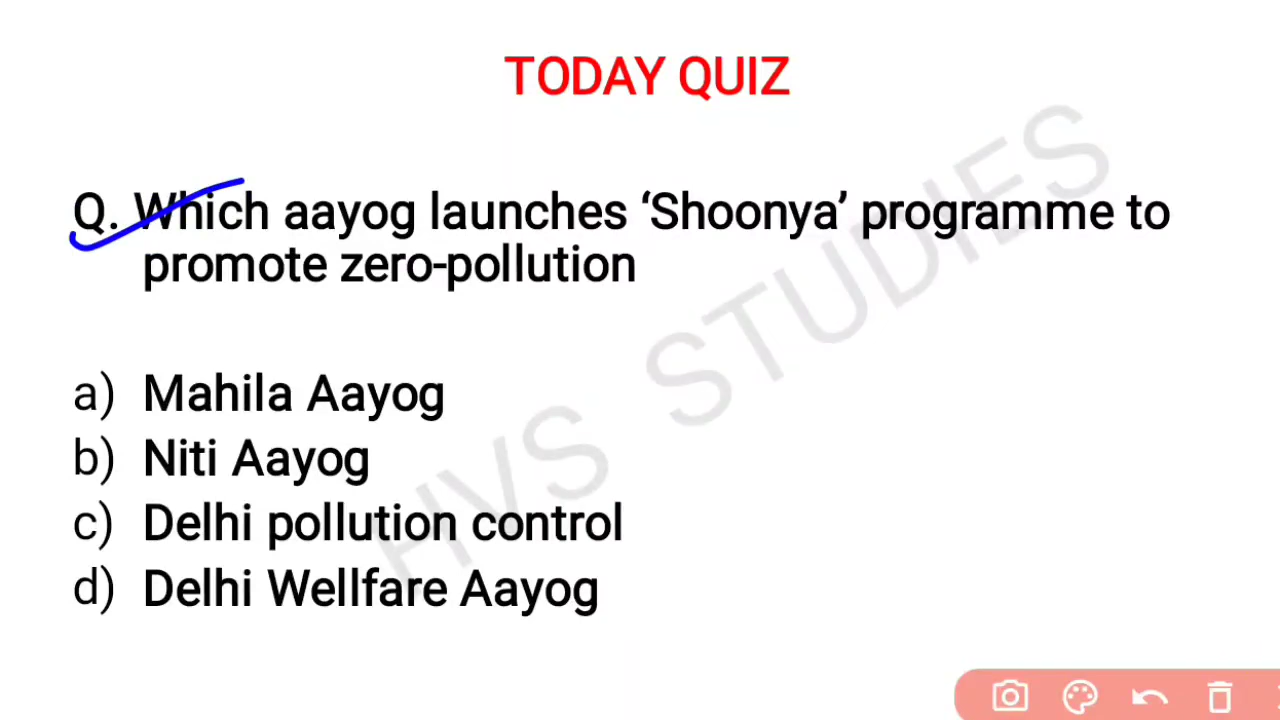 TODAY QUIZ
Q. Which aayog launches ‘Shoonya’ programme to
promote zero-pollution
a) Mahila Aayog
b) Niti Aayog
c) Delhi pollution control
d) Delhi Wellfare Aayog
HVS STUDIES